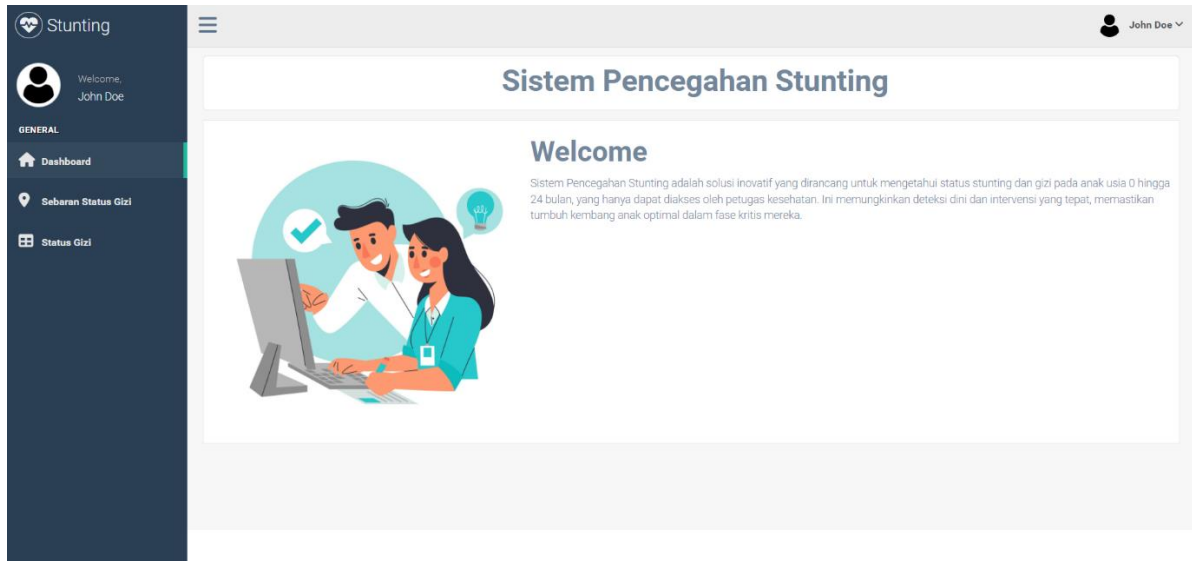 Stunting
John Doe
Welcome,
John Doe
GENERAL
Dashboard
Sebaran Status Gizi
Status Gizi
Sistem Pencegahan Stunting
Welcome
Sistem Pencegahan Stunting adalah solusi inovatif yang dirancang untuk mengetahui status stunting dan gizi pada anak usia 0 hingga
24 bulan, yang hanya dapat diakses oleh petugas kesehatan. Ini memungkinkan deteksi dini dan intervensi yang tepat, memastikan
tumbuh kembang anak optimal dalam fase kritis mereka.